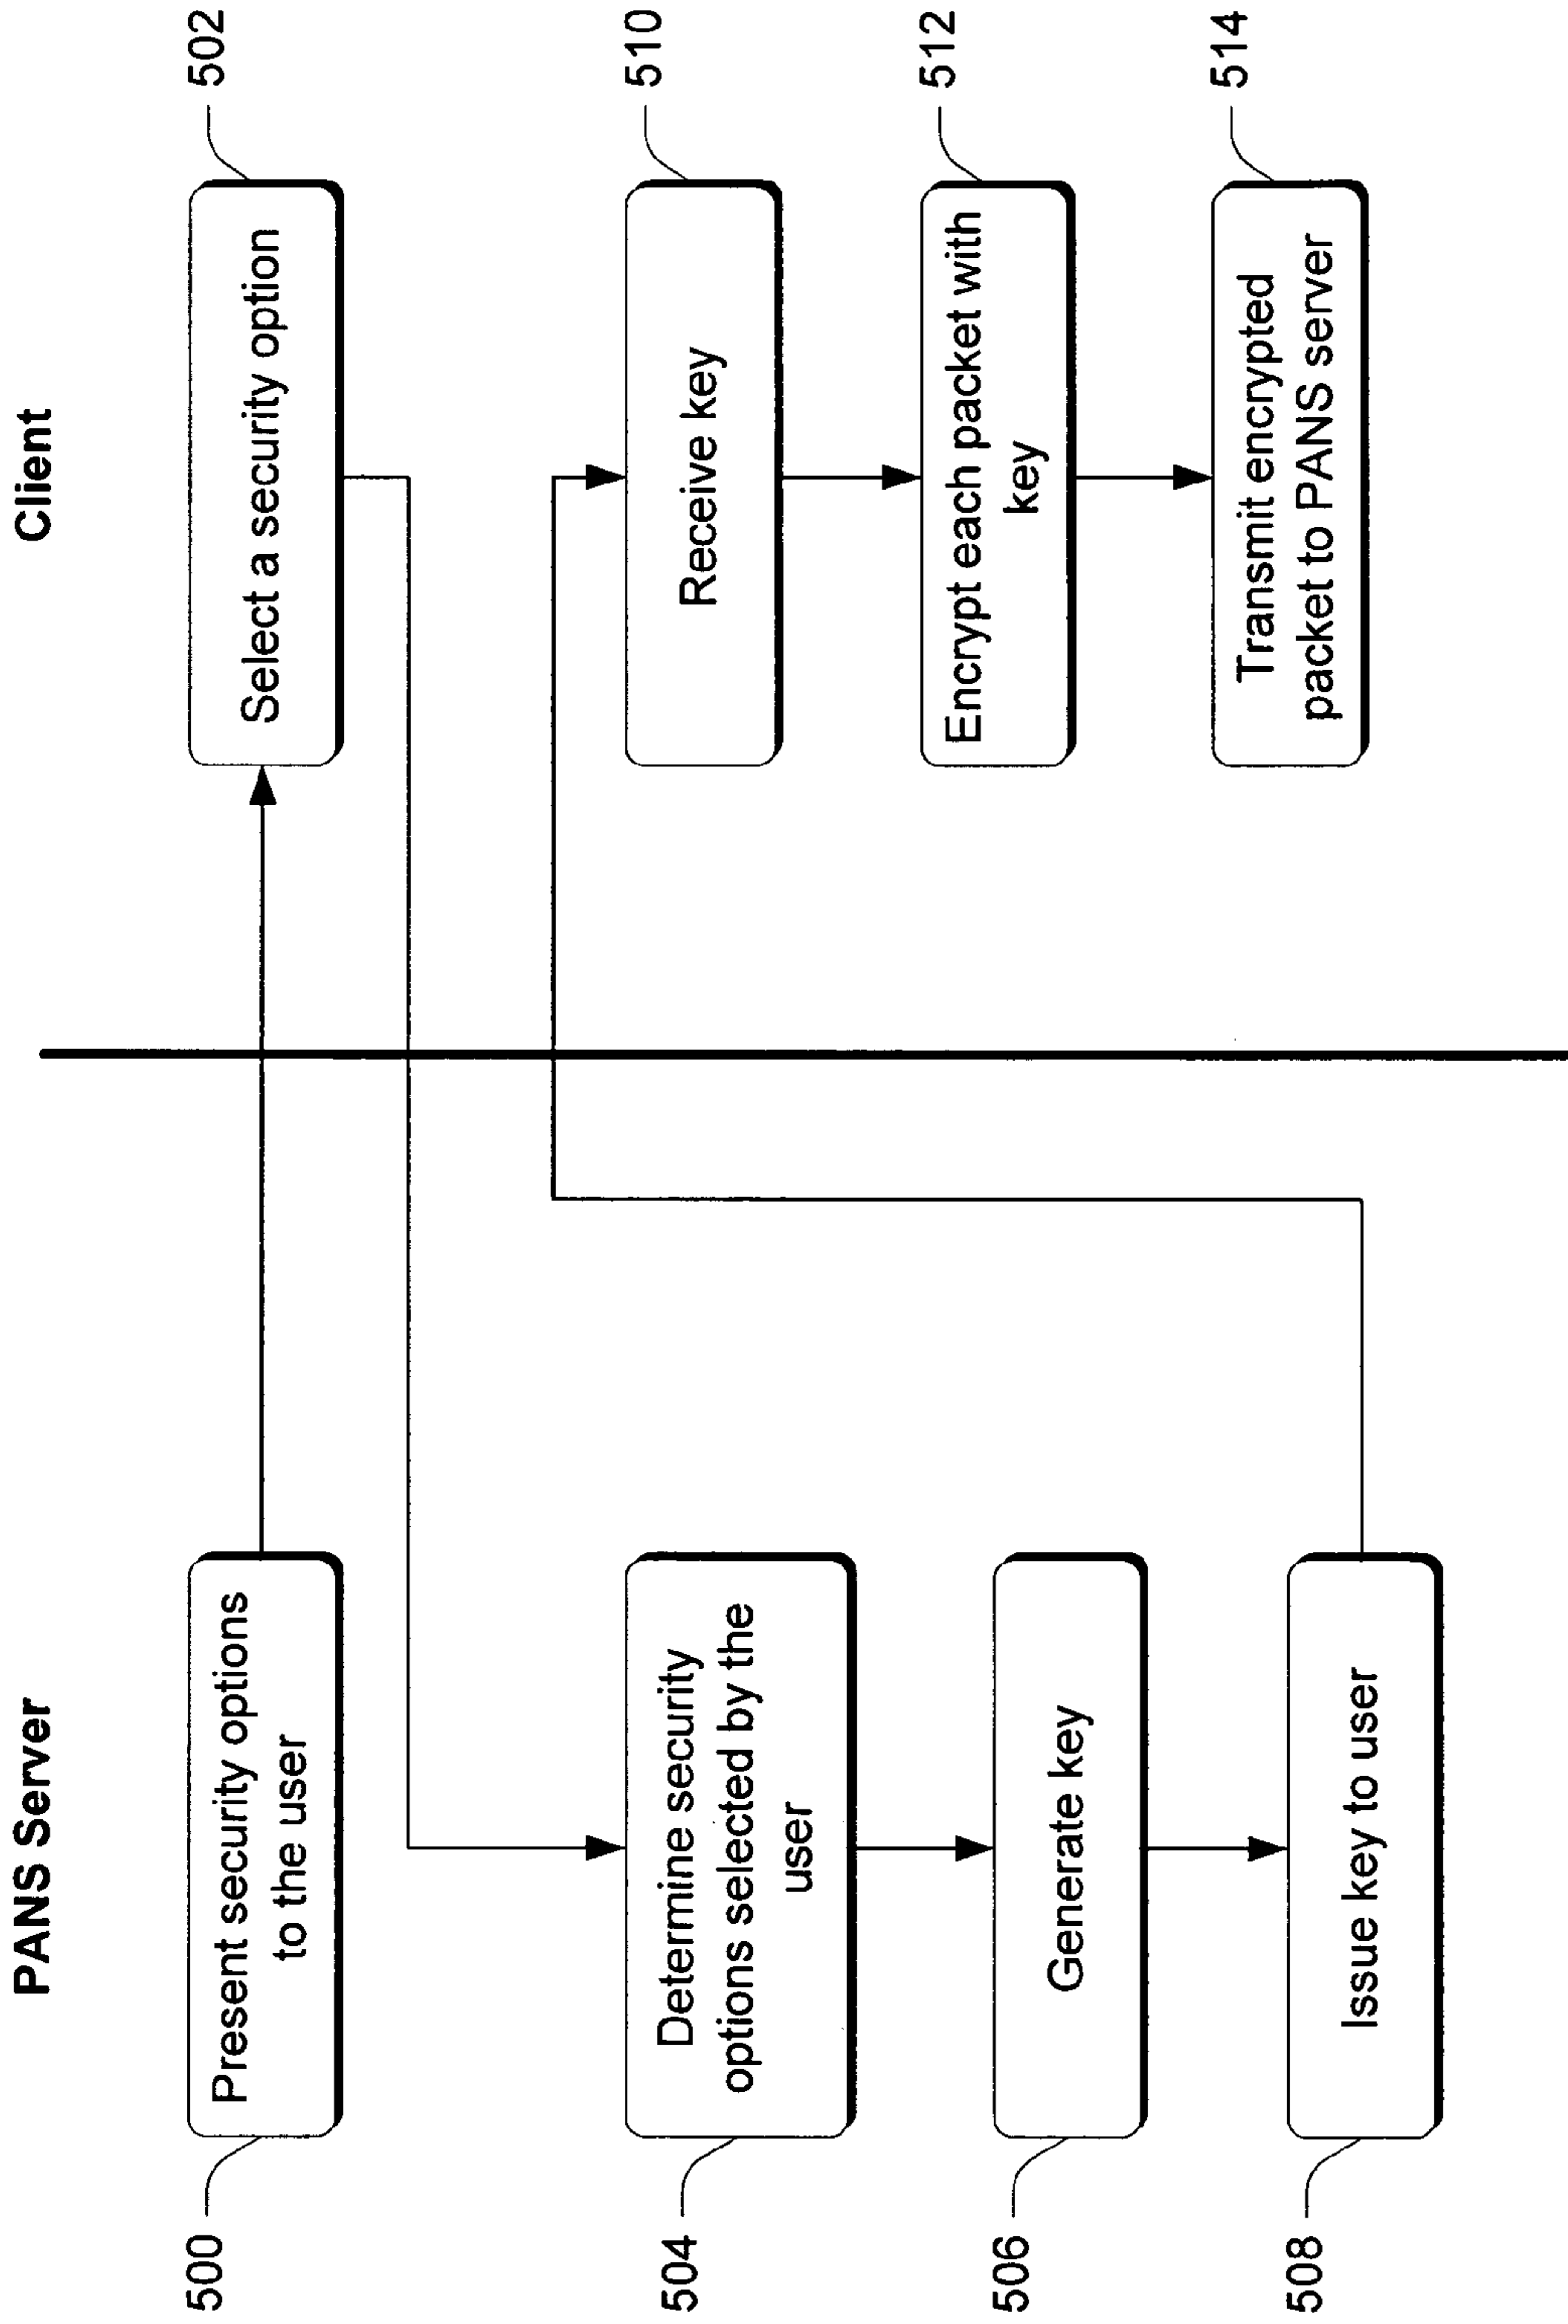 PANS Server
Client
500
Present security options
to the user
Select a security option
502
504
Determine security
options selected by the
user
506
Generate key
508
Issue key to user
Receive key
510
Encrypt each packet with
key
512
Transmit encrypted
packet to PANS server
514